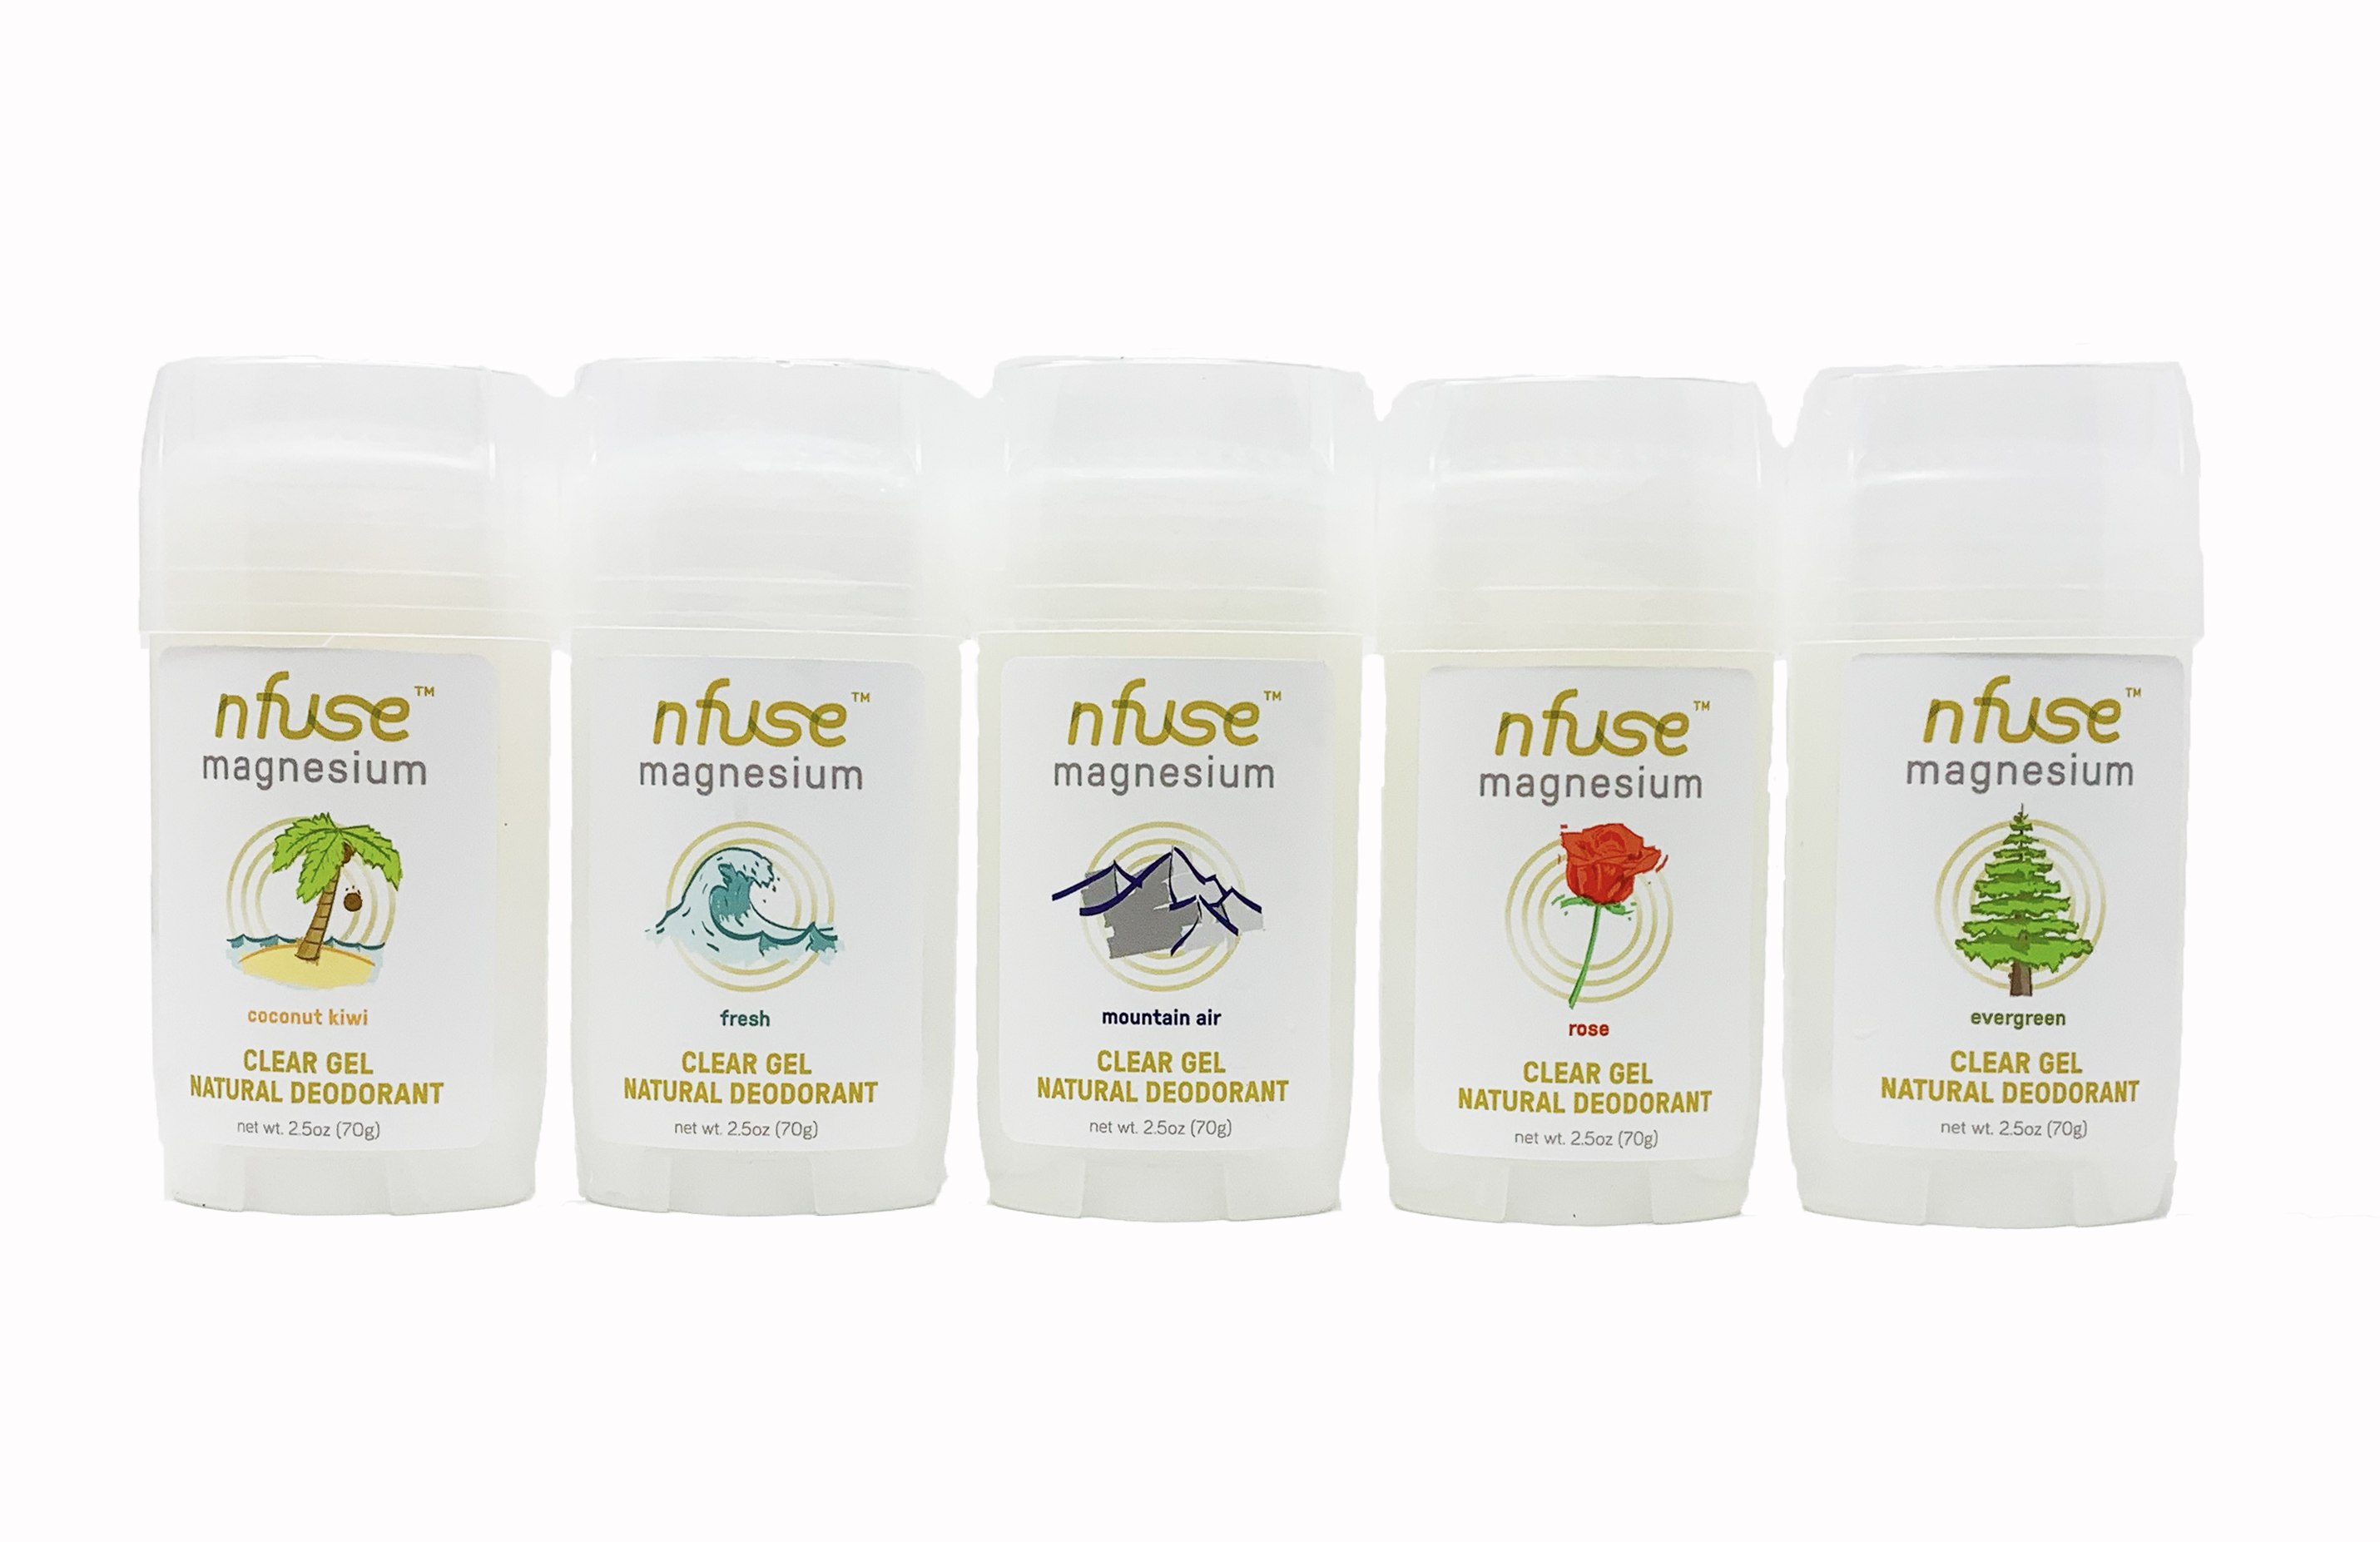 nfuse™
magnesium
coconut kiwi
CLEAR GEL
NATURAL DEODORANT
net wt. 2.5oz (70g)
nfuse™
magnesium
fresh
CLEAR GEL
NATURAL DEODORANT
net wt. 2.5oz (70g)
nfuse™
magnesium
mountain air
CLEAR GEL
NATURAL DEODORANT
net wt. 2.5oz (70g)
nfuse™
magnesium
rose
CLEAR GEL
NATURAL DEODORANT
net wt. 2.5oz (70g)
nfuse™
magnesium
evergreen
CLEAR GEL
NATURAL DEODORANT
net wt. 2.5oz (70g)